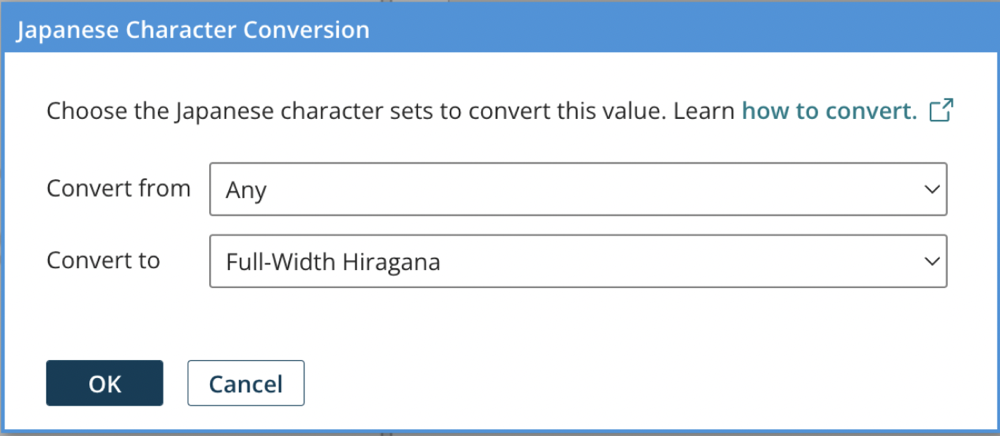 Japanese Character Conversion
Choose the Japanese character sets to convert this value. Learn how to convert.
Convert from Any
Convert to Full-Width Hiragana
OK Cancel